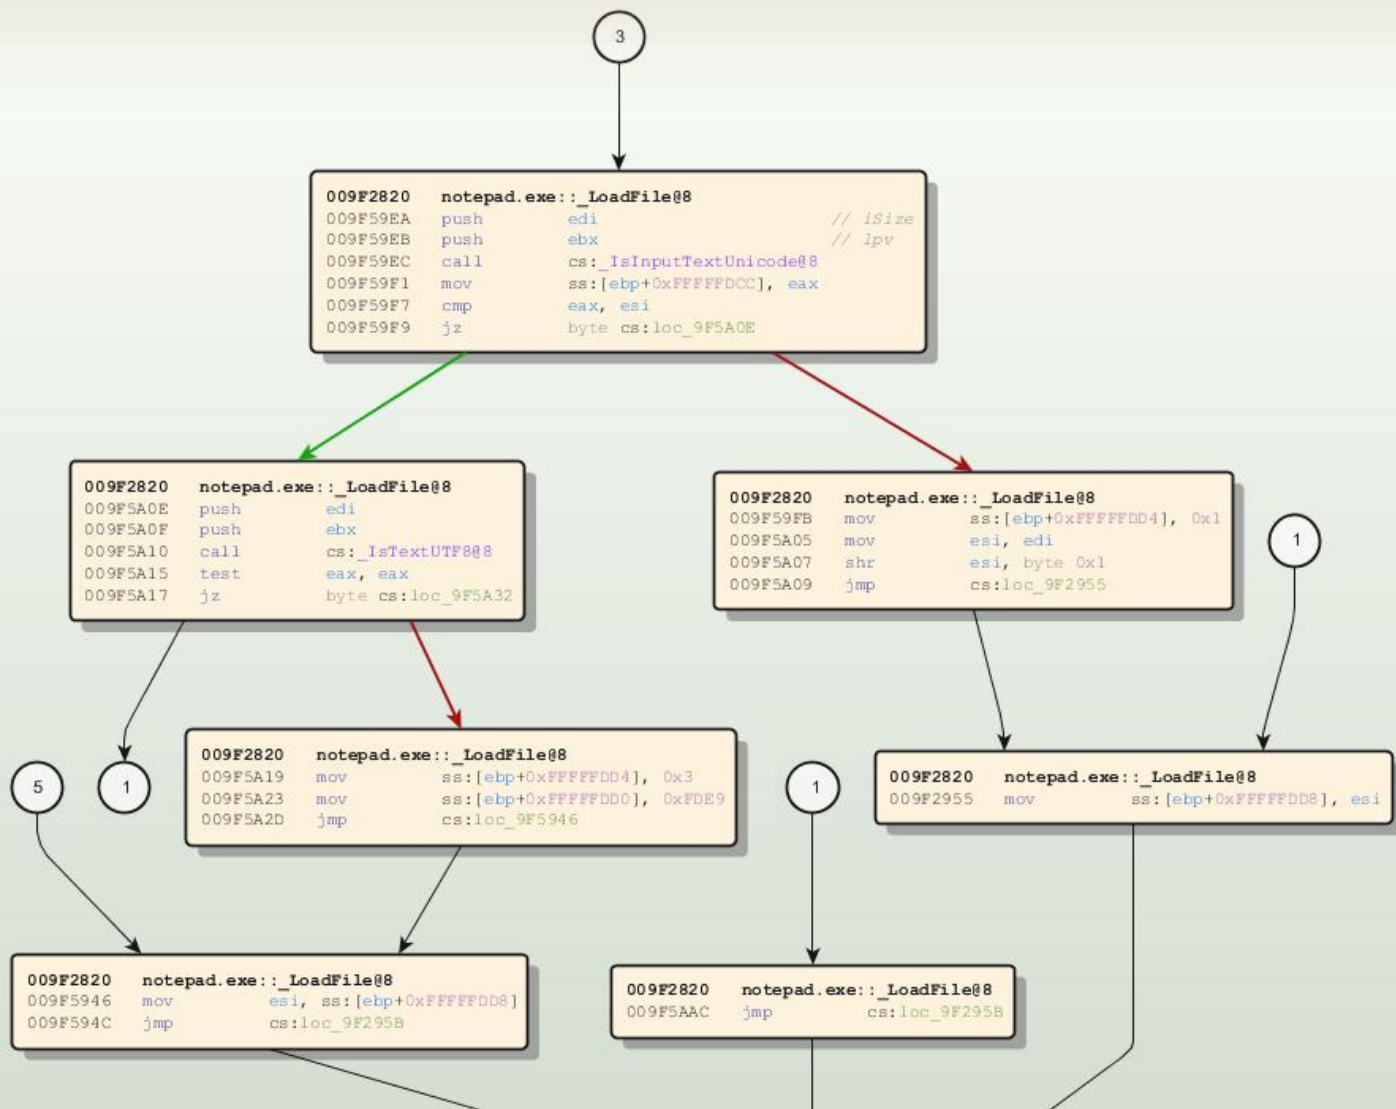 3
009F2820 notepad.exe::_LoadFile@8
009F59EA push edi // iSize
009F59EB push ebx // lpv
009F59EC call cs:_IsInputTextUnicode@8
009F59F1 mov ss:[ebp+0xFFFFFDCC], eax
009F59F7 cmp eax, esi
009F59F9 jz byte cs:loc_9F5A0E
009F2820 notepad.exe::_LoadFile@8
009F5A0E push edi
009F5A0F push ebx
009F5A10 call cs:_IsTextUTF8@8
009F5A15 test eax, eax
009F5A17 jz byte cs:loc_9F5A32
009F2820 notepad.exe::_LoadFile@8
009F59FB mov ss:[ebp+0xFFFFFDD4], 0x1
009F5A05 mov esi, edi
009F5A07 shr esi, byte 0x1
009F5A09 jmp cs:loc_9F2955
1
5
1
009F2820 notepad.exe::_LoadFile@8
009F5A19 mov ss:[ebp+0xFFFFFDD4], 0x3
009F5A23 mov ss:[ebp+0xFFFFFDD0], 0xFDE9
009F5A2D jmp cs:loc_9F5946
1
009F2820 notepad.exe::_LoadFile@8
009F2955 mov ss:[ebp+0xFFFFFDD8], esi
009F2820 notepad.exe::_LoadFile@8
009F5946 mov esi, ss:[ebp+0xFFFFFDD8]
009F594C jmp cs:loc_9F295B
009F2820 notepad.exe::_LoadFile@8
009F5AAC jmp cs:loc_9F295B